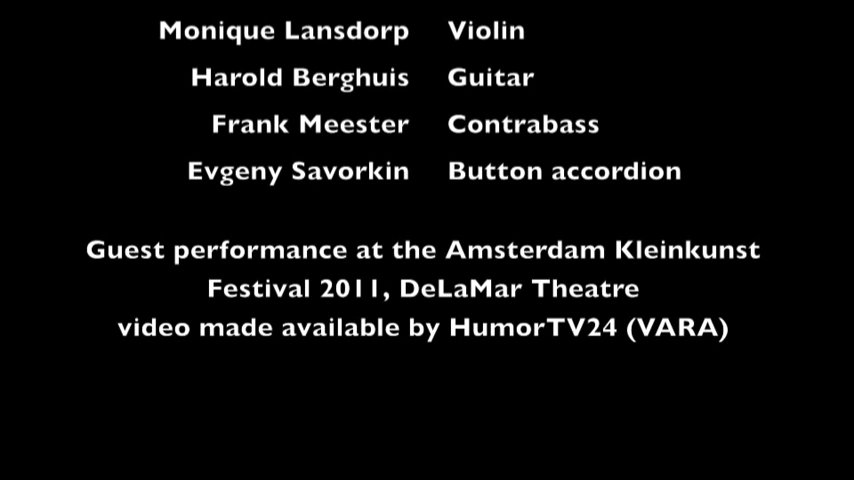 Monique Lansdorp Violin
Harold Berghuis Guitar
Frank Meester Contrabass
Evgeny Savorkin Button accordion
Guest performance at the Amsterdam Kleinkunst
Festival 2011, DeLaMar Theatre
video made available by HumorTV24 (VARA)